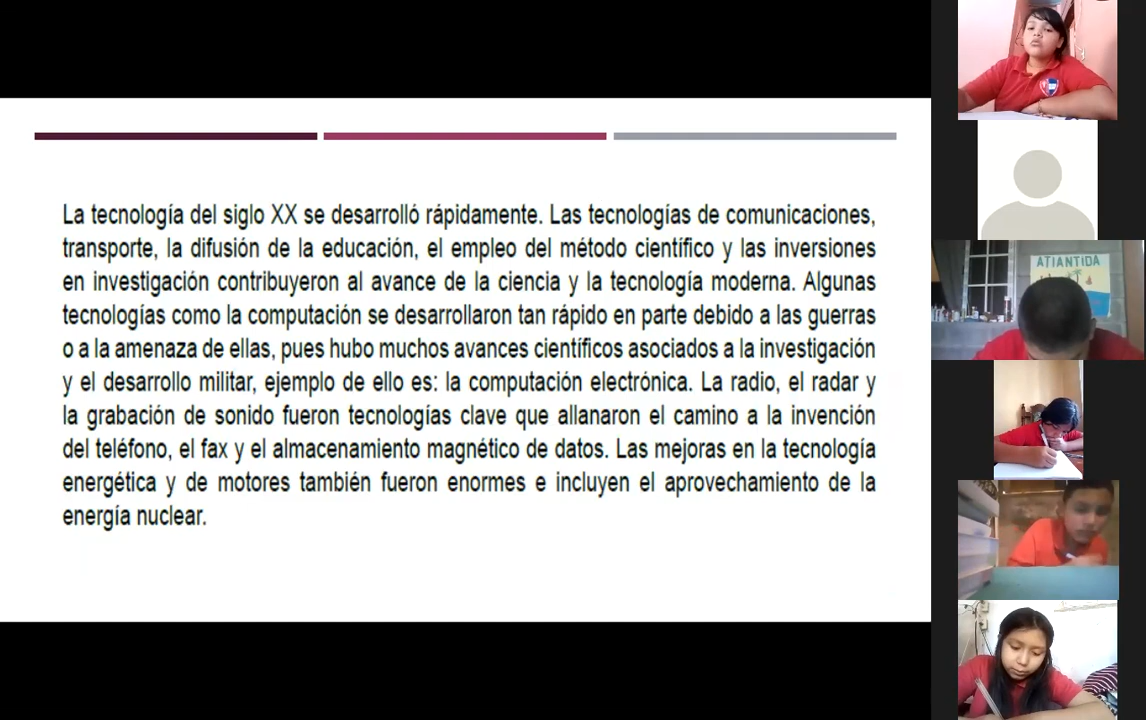 La tecnología del siglo XX se desarrolló rápidamente. Las tecnologías de comunicaciones,
transporte, la difusión de la educación, el empleo del método científico y las inversiones
en investigación contribuyeron al avance de la ciencia y la tecnología moderna. Algunas
tecnologías como la computación se desarrollaron tan rápido en parte debido a las guerras
o a la amenaza de ellas, pues hubo muchos avances científicos asociados a la investigación
y el desarrollo militar, ejemplo de ello es: la computación electrónica. La radio, el radar y
la grabación de sonido fueron tecnologías clave que allanaron el camino a la invención
del teléfono, el fax y el almacenamiento magnético de datos. Las mejoras en la tecnología
energética y de motores también fueron enormes e incluyen el aprovechamiento de la
energía nuclear.
ATLANTIDA